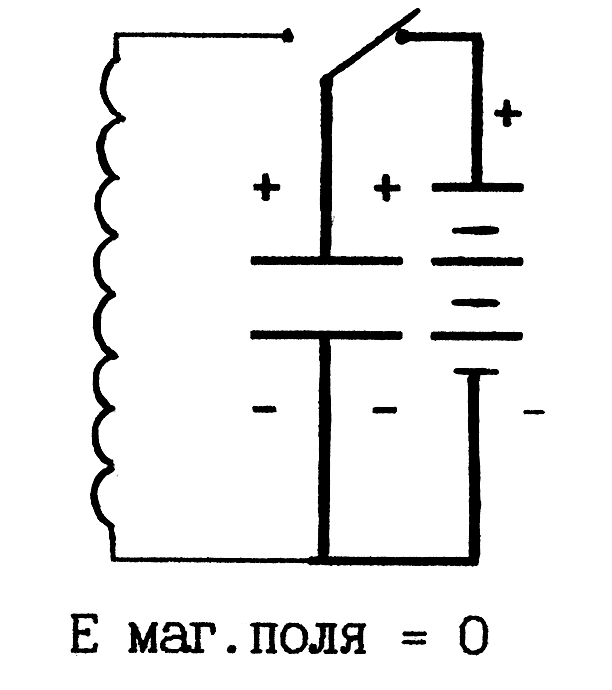 +
+ +
- - -
E маг.поля = 0